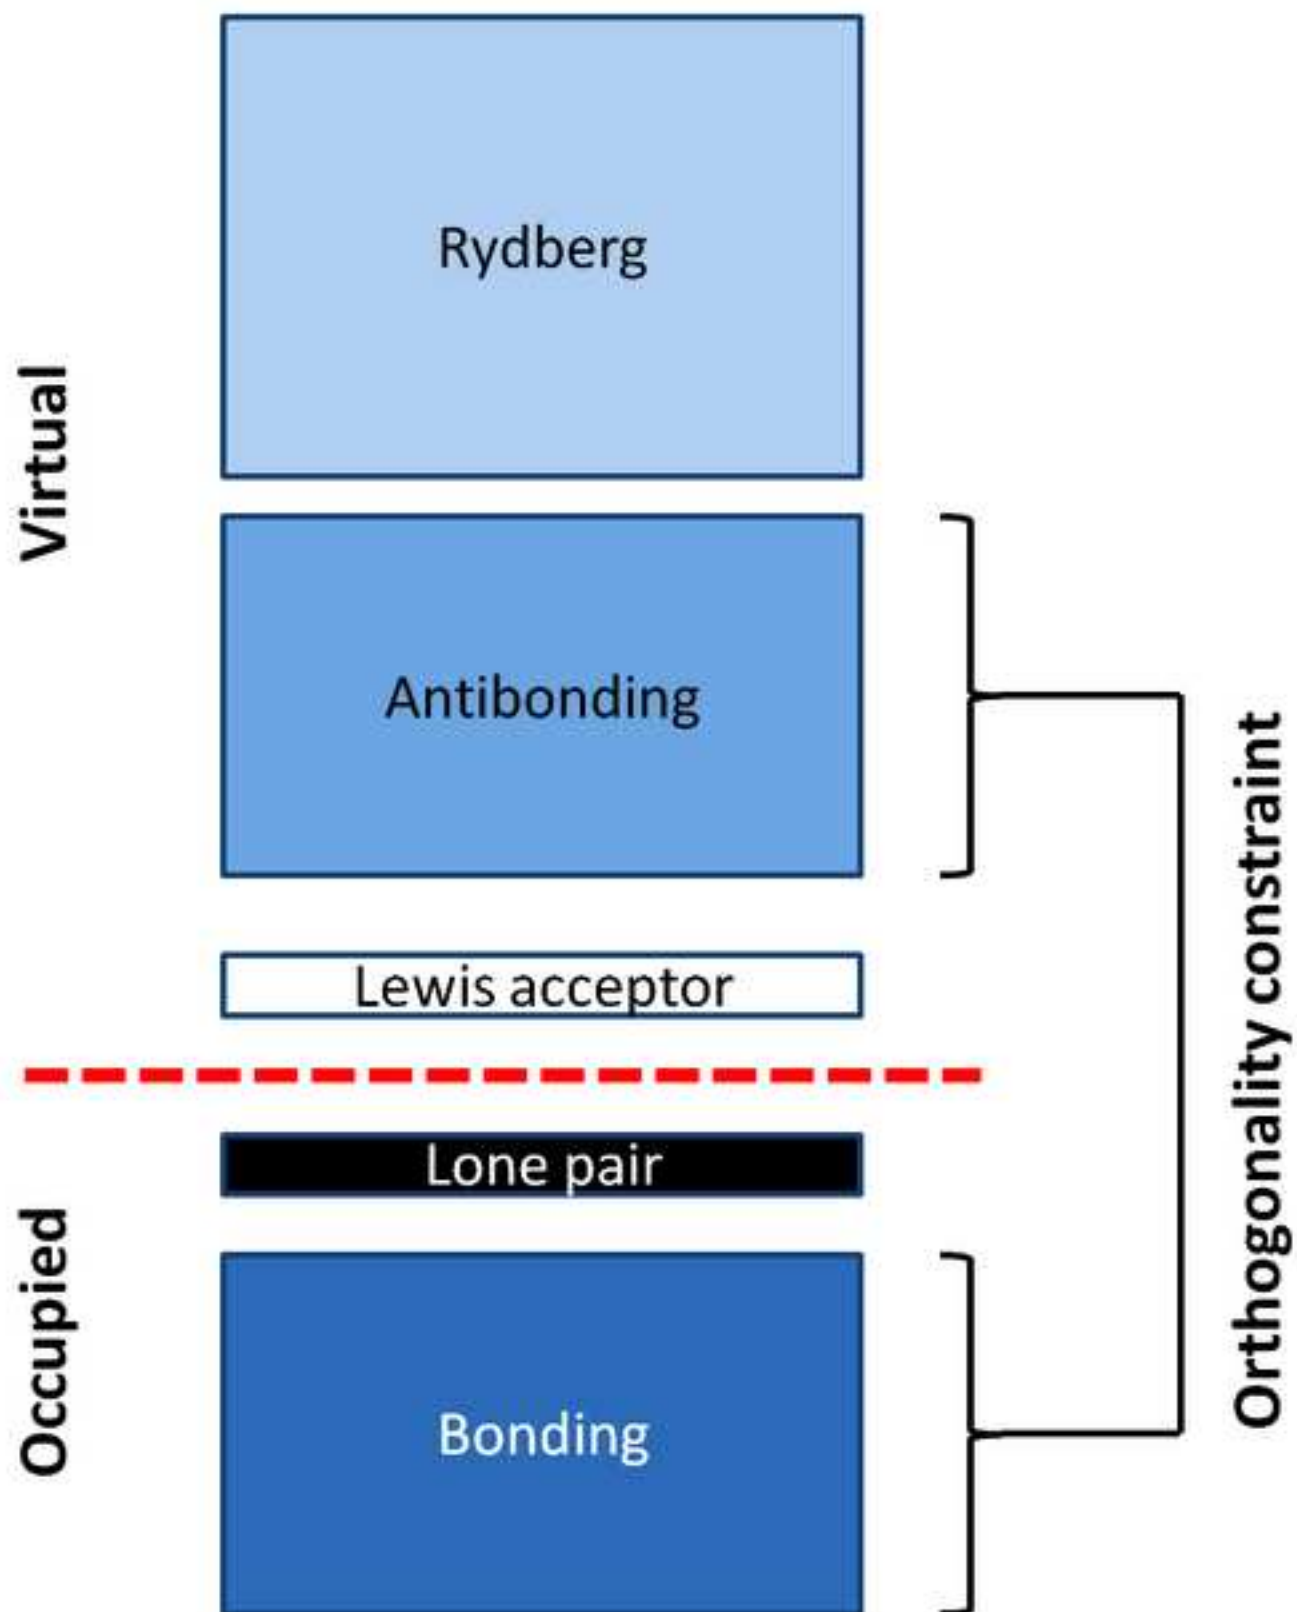 Rydberg
Virtual
Antibonding
Lewis acceptor
Orthogonality constraint
Lone pair
Occupied
Bonding